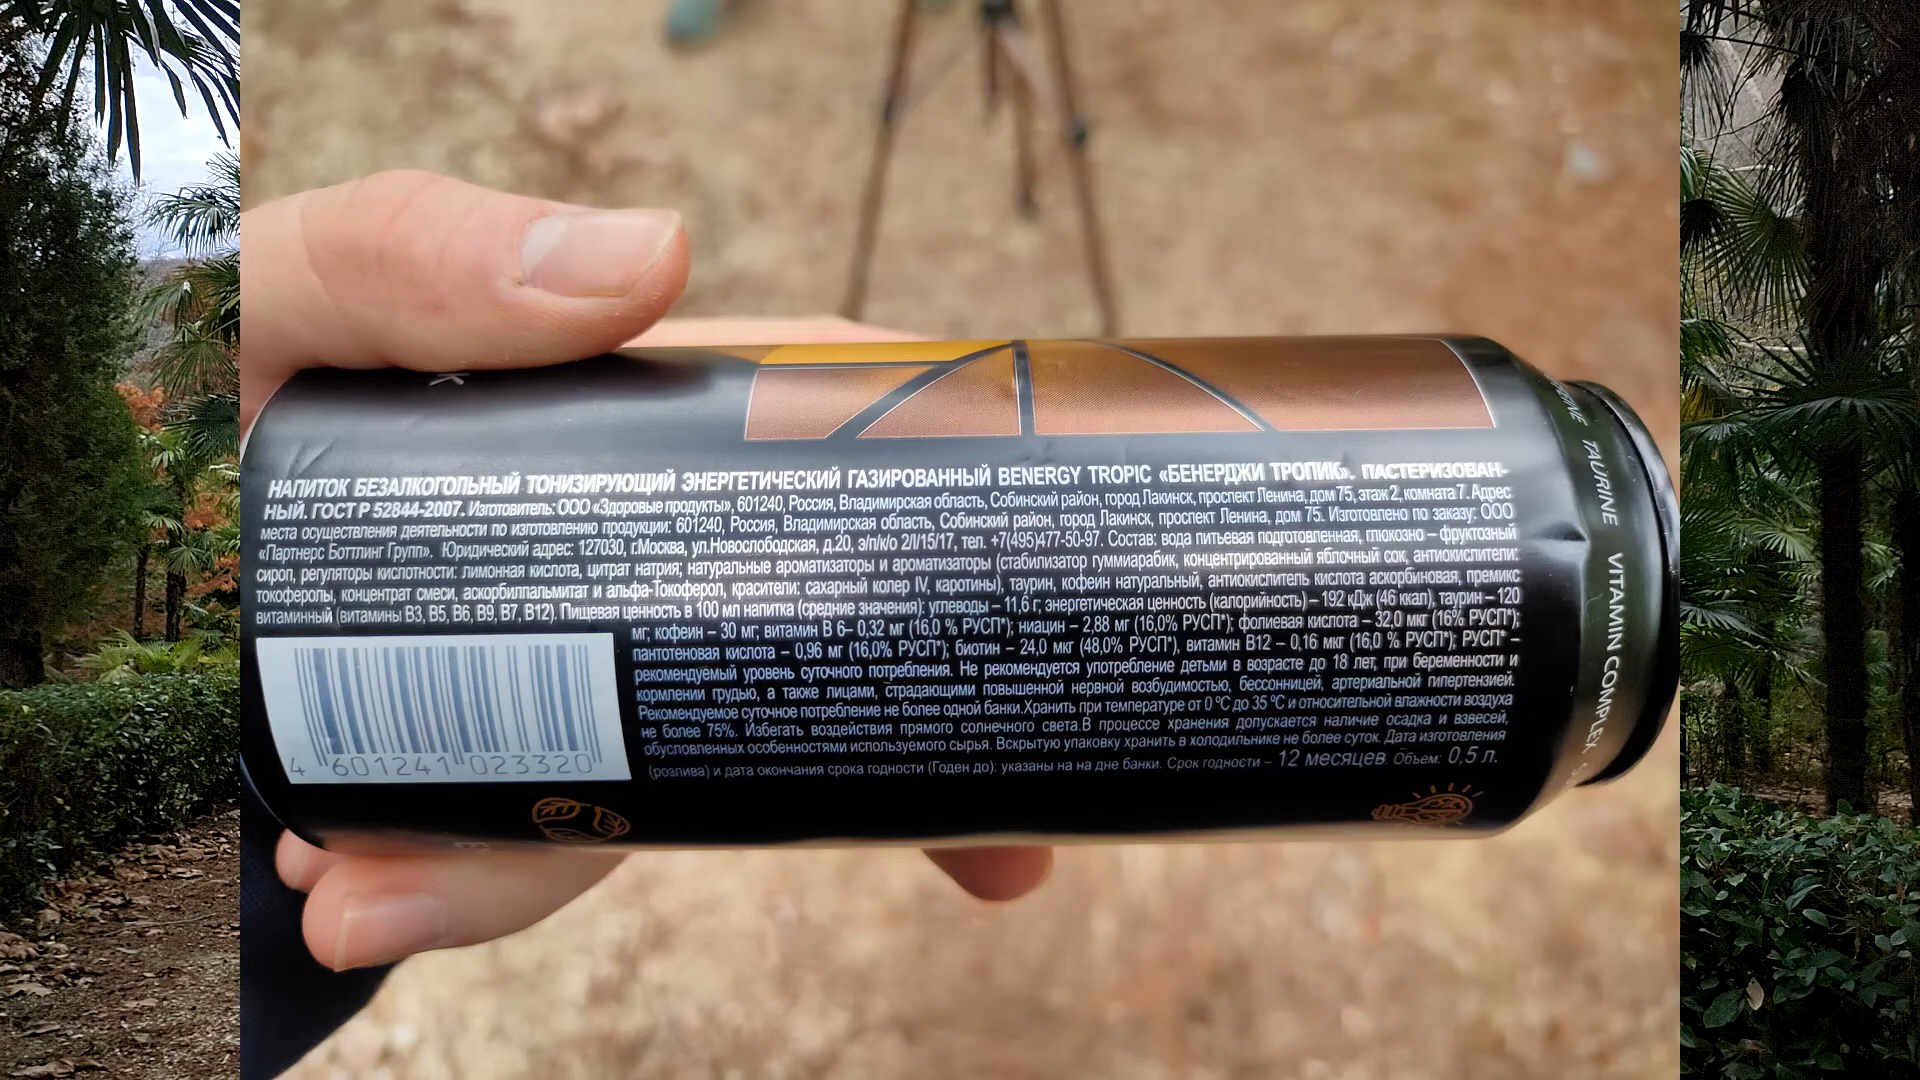 НАПИТОК БЕЗАЛКОГОЛЬНЫЙ ТОНИЗИРУЮЩИЙ ЭНЕРГЕТИЧЕСКИЙ ГАЗИРОВАННЫЙ BENERGY TROPIC «БЕНЕРДЖИ ТРОПИК». ПАСТЕРИЗОВАН-
НЫЙ. ГОСТ Р 52844-2007. Изготовитель: ООО «Здоровые продукты», 601240, Россия, Владимирская область, Собинский район, город Лакинск, проспект Ленина, дом 75, этаж 2, комната 7. Адрес
места осуществления деятельности по изготовлению продукции: 601240, Россия, Владимирская область, Собинский район, город Лакинск, проспект Ленина, дом 75. Изготовлено по заказу: ООО
«Партнерс Боттлинг Групп». Юридический адрес: 127030, г.Москва, ул.Новослободская, д.20, э/п/к/о 2/I/15/17, тел. +7(495)477-50-97. Состав: вода питьевая подготовленная, глюкозно – фруктозный
сироп, регуляторы кислотности: лимонная кислота, цитрат натрия; натуральные ароматизаторы и ароматизаторы (стабилизатор гуммиарабик, концентрированный яблочный сок, антиокислители:
токоферолы, концентрат смеси, аскорбилпальмитат и альфа-Токоферол, красители: сахарный колер IV, каротины), таурин, кофеин натуральный, антиокислитель кислота аскорбиновая, премикс
витаминный (витамины B3, B5, B6, B9, B7, B12). Пищевая ценность в 100 мл напитка (средние значения): углеводы – 11,6 г; энергетическая ценность (калорийность) – 192 кДж (46 ккал), таурин – 120
мг; кофеин – 30 мг; витамин В 6– 0,32 мг (16,0 % РУСП*); ниацин – 2,88 мг (16,0% РУСП*); фолиевая кислота – 32,0 мкг (16% РУСП*);
пантотеновая кислота – 0,96 мг (16,0% РУСП*); биотин – 24,0 мкг (48,0% РУСП*), витамин В12 – 0,16 мкг (16,0 % РУСП*); РУСП* –
рекомендуемый уровень суточного потребления. Не рекомендуется употребление детьми в возрасте до 18 лет, при беременности и
кормлении грудью, а также лицами, страдающими повышенной нервной возбудимостью, бессонницей, артериальной гипертензией.
Рекомендуемое суточное потребление не более одной банки.Хранить при температуре от 0 ºС до 35 ºС и относительной влажности воздуха
не более 75%. Избегать воздействия прямого солнечного света.В процессе хранения допускается наличие осадка и взвесей,
обусловленных особенностями используемого сырья. Вскрытую упаковку хранить в холодильнике не более суток. Дата изготовления
(розлива) и дата окончания срока годности (Годен до): указаны на на дне банки. Срок годности – 12 месяцев. Объем: 0,5 л.
4 601241 023320
TAURINE VITAMIN COMPLEX